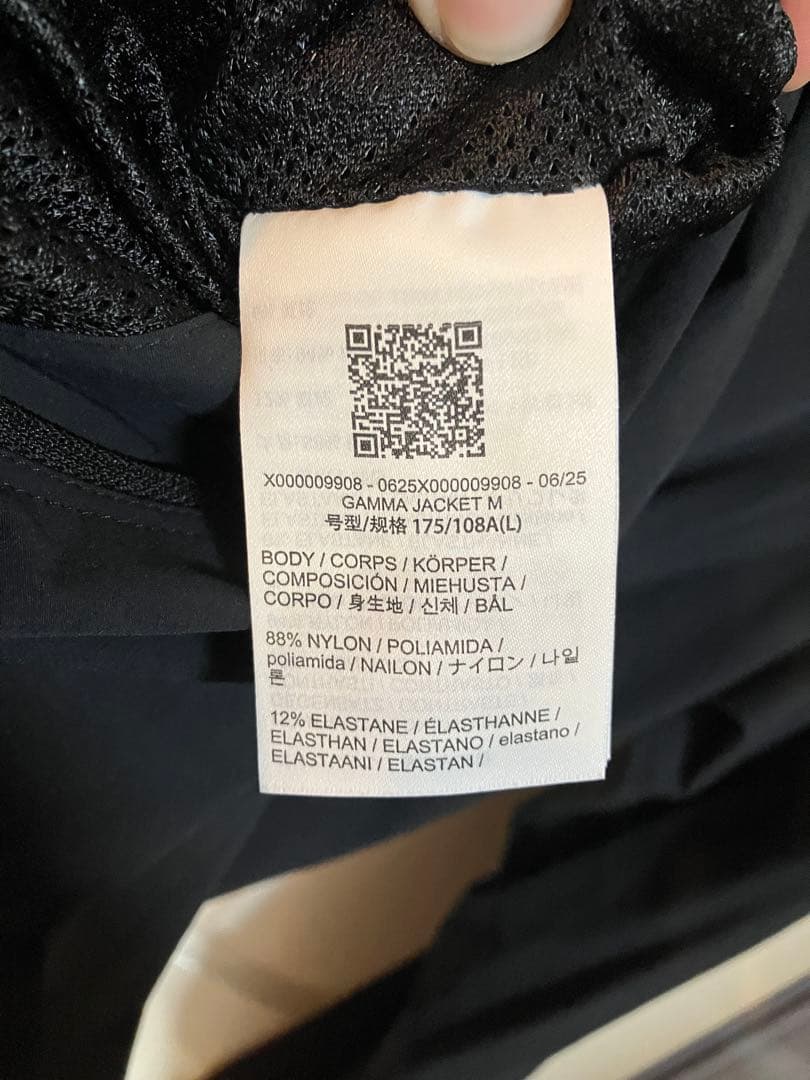 X000009908 - 0625X000009908 - 06/25
GAMMA JACKET M
号型/规格 175/108A(L)
BODY / CORPS / KÖRPER /
COMPOSICIÓN / MIEHUSTA /
CORPO / 身生地 / 신체 / BÅL
88% NYLON / POLIAMIDA /
poliamida / NAILON / ナイロン / 나일
론
12% ELASTANE / ÉLASTHANNE /
ELASTHAN / ELASTANO / elastano /
ELASTAANI / ELASTAN /